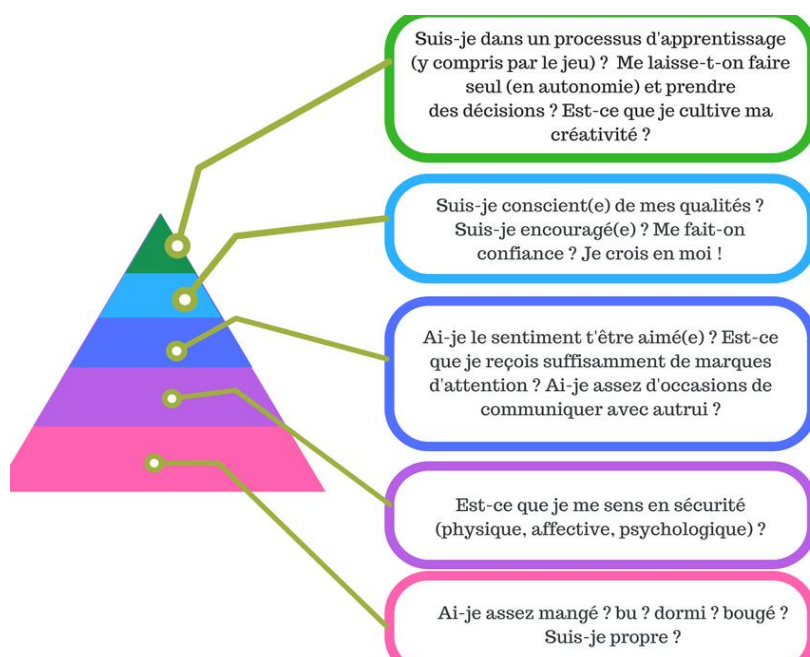 Suis-je dans un processus d'apprentissage
(y compris par le jeu) ? Me laisse-t-on faire
seul (en autonomie) et prendre
des décisions ? Est-ce que je cultive ma
créativité ?
Suis-je conscient(e) de mes qualités ?
Suis-je encouragé(e) ? Me fait-on
confiance ? Je crois en moi !
Ai-je le sentiment t'être aimé(e) ? Est-ce
que je reçois suffisamment de marques
d'attention ? Ai-je assez d'occasions de
communiquer avec autrui ?
Est-ce que je me sens en sécurité
(physique, affective, psychologique) ?
Ai-je assez mangé ? bu ? dormi ? bougé ?
Suis-je propre ?